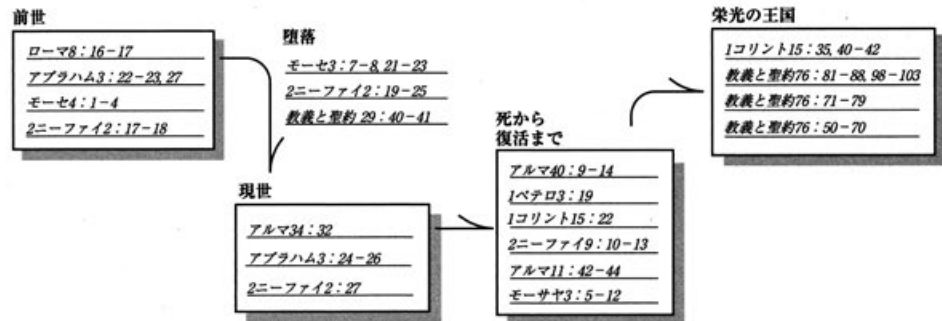 前世
ローマ8：16－17
アブラハム3：22－23, 27
モーセ4：1－4
2ニーファイ2：17－18
堕落
モーセ3：7－8, 21－23
2ニーファイ2：19－25
教義と聖約 29：40－41
現世
アルマ34：32
アブラハム3：24－26
2ニーファイ2：27
死から
復活まで
アルマ40：9－14
1ペテロ3：19
1コリント15：22
2ニーファイ9：10－13
アルマ11：42－44
モーサヤ3：5－12
栄光の王国
1コリント15：35, 40－42
教義と聖約76：81－88, 98－103
教義と聖約76：71－79
教義と聖約76：50－70